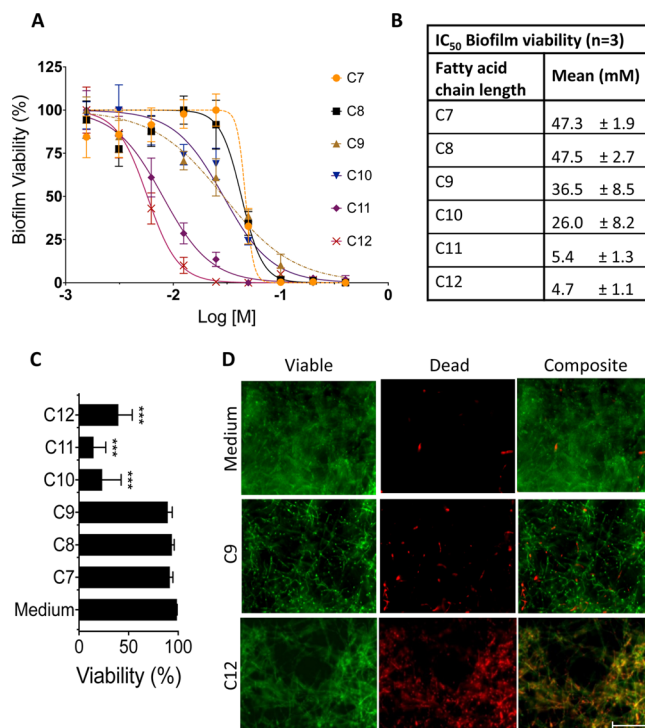 A
125
100
75
50
25
0
Biofilm Viability (%)
-3
-2
-1
0
Log [M]
C7
C8
C9
C10
C11
C12
B
IC50 Biofilm viability (n=3)
Fatty acid chain length
Mean (mM)
C7 47.3 ± 1.9
C8 47.5 ± 2.7
C9 36.5 ± 8.5
C10 26.0 ± 8.2
C11 5.4 ± 1.3
C12 4.7 ± 1.1
C
C12 ***
C11 ***
C10 ***
C9
C8
C7
Medium
0 100
Viability (%)
D
Viable Dead Composite
Medium
C9
C12